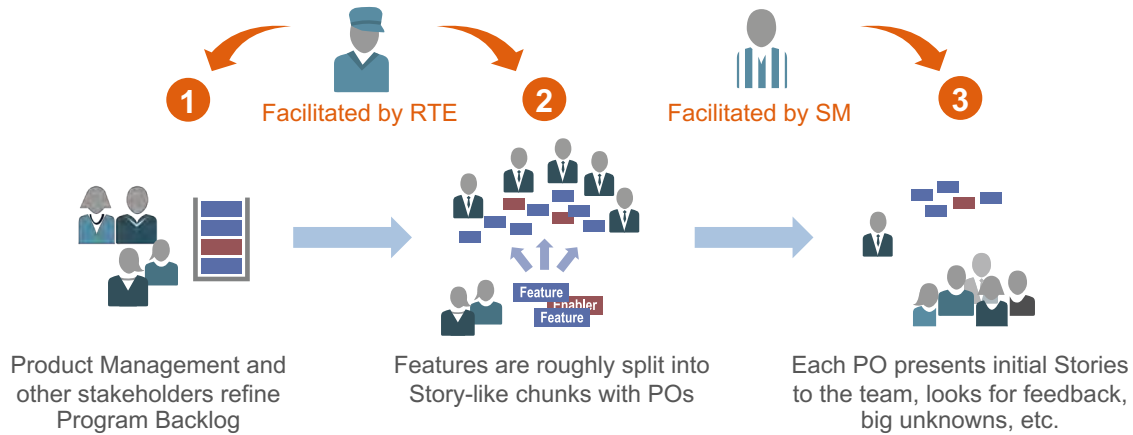 1
Facilitated by RTE
2
Facilitated by SM
3
Feature
Enabler
Feature
Product Management and
other stakeholders refine
Program Backlog
Features are roughly split into
Story-like chunks with POs
Each PO presents initial Stories
to the team, looks for feedback,
big unknowns, etc.